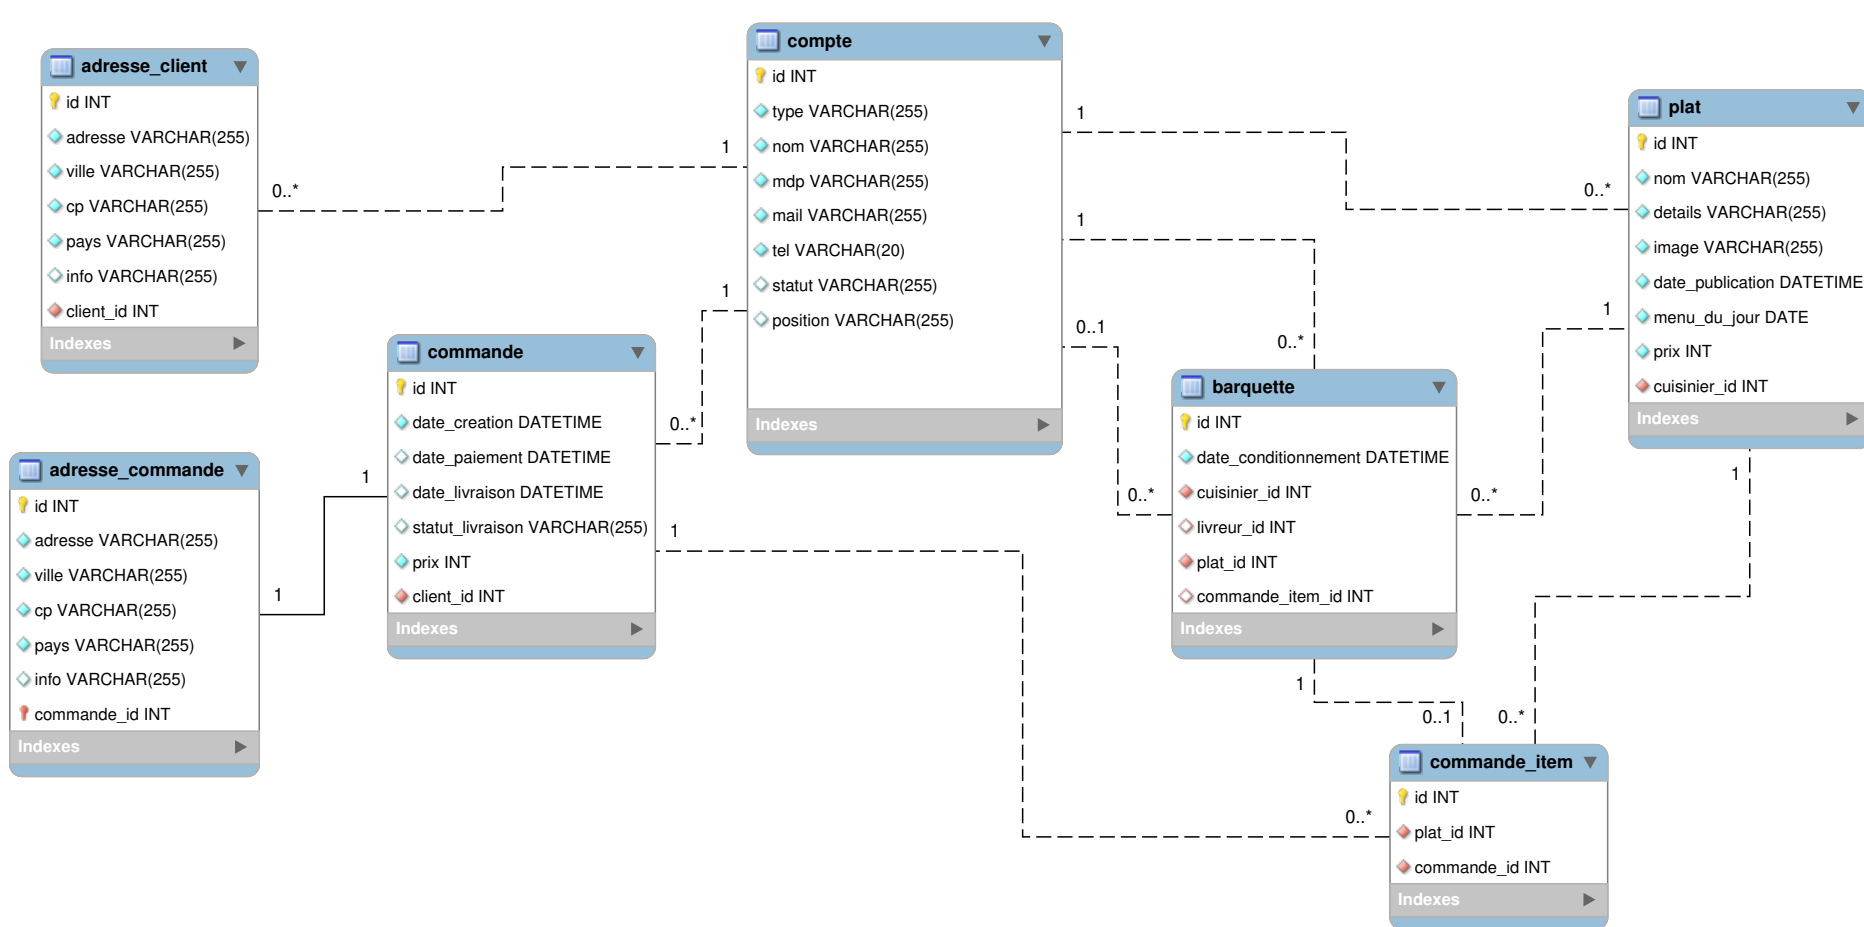 adresse_client
id INT
adresse VARCHAR(255)
ville VARCHAR(255)
cp VARCHAR(255)
pays VARCHAR(255)
info VARCHAR(255)
client_id INT
Indexes
0..*
1
compte
id INT
type VARCHAR(255)
nom VARCHAR(255)
mdp VARCHAR(255)
mail VARCHAR(255)
tel VARCHAR(20)
statut VARCHAR(255)
position VARCHAR(255)
Indexes
1
0..*
1
0..*
0..1
0..*
plat
id INT
nom VARCHAR(255)
details VARCHAR(255)
image VARCHAR(255)
date_publication DATETIME
menu_du_jour DATE
prix INT
cuisinier_id INT
Indexes
1
0..*
1
0..*
commande
id INT
date_creation DATETIME
date_paiement DATETIME
date_livraison DATETIME
statut_livraison VARCHAR(255)
prix INT
client_id INT
Indexes
1
0..*
1
0..*
barquette
id INT
date_conditionnement DATETIME
cuisinier_id INT
livreur_id INT
plat_id INT
commande_item_id INT
Indexes
1
0..1
adresse_commande
id INT
adresse VARCHAR(255)
ville VARCHAR(255)
cp VARCHAR(255)
pays VARCHAR(255)
info VARCHAR(255)
commande_id INT
Indexes
1
1
commande_item
id INT
plat_id INT
commande_id INT
Indexes